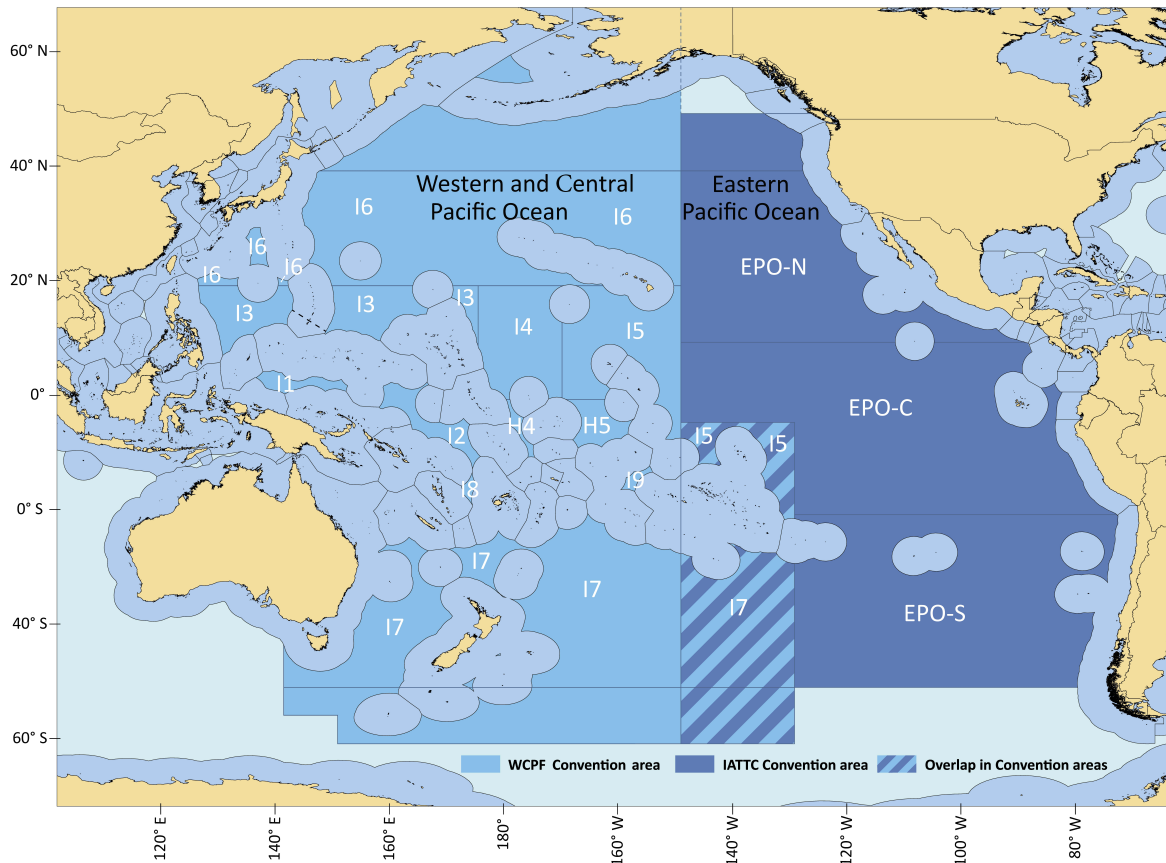 60° N
40° N
20° N
0°
0° S
40° S
60° S
Western and Central
Pacific Ocean
Eastern
Pacific Ocean
I6
I6
I6
I6
I6
EPO-N
I3
I3
I3
I4
I5
I1
EPO-C
I2
H4
H5
I5
I5
I8
I9
I7
I7
I7
I7
EPO-S
WCPF Convention area
IATTC Convention area
Overlap in Convention areas
120° E
140° E
160° E
180°
160° W
140° W
120° W
100° W
80° W